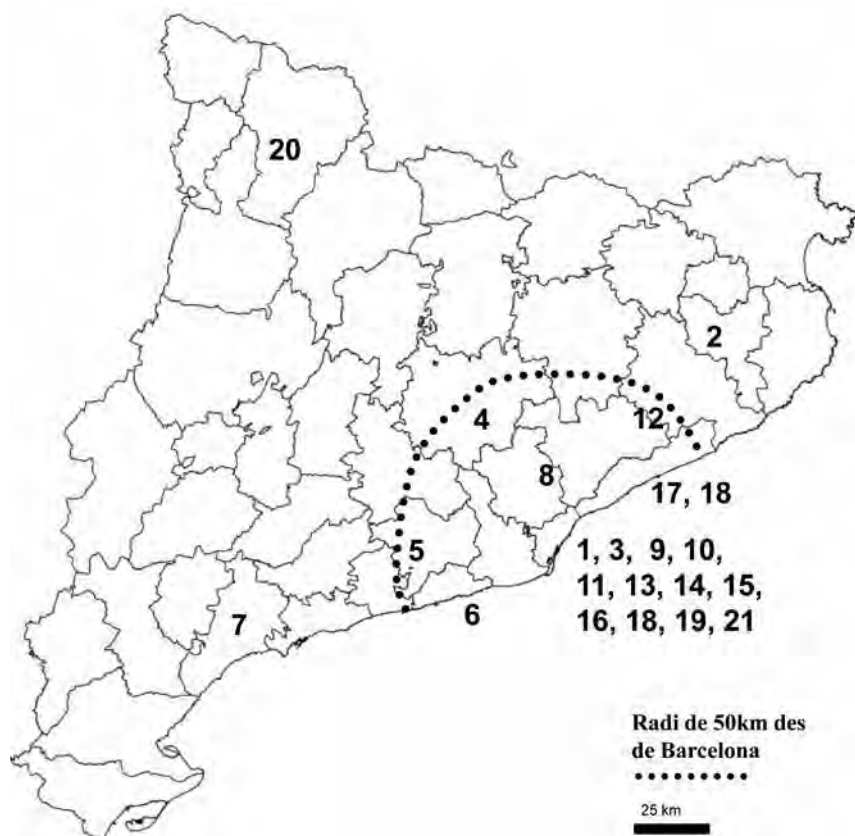 20
2
4
12
8
17, 18
5
1, 3, 9, 10,
11, 13, 14, 15,
16, 18, 19, 21
6
7
Radi de 50km des
de Barcelona
25 km